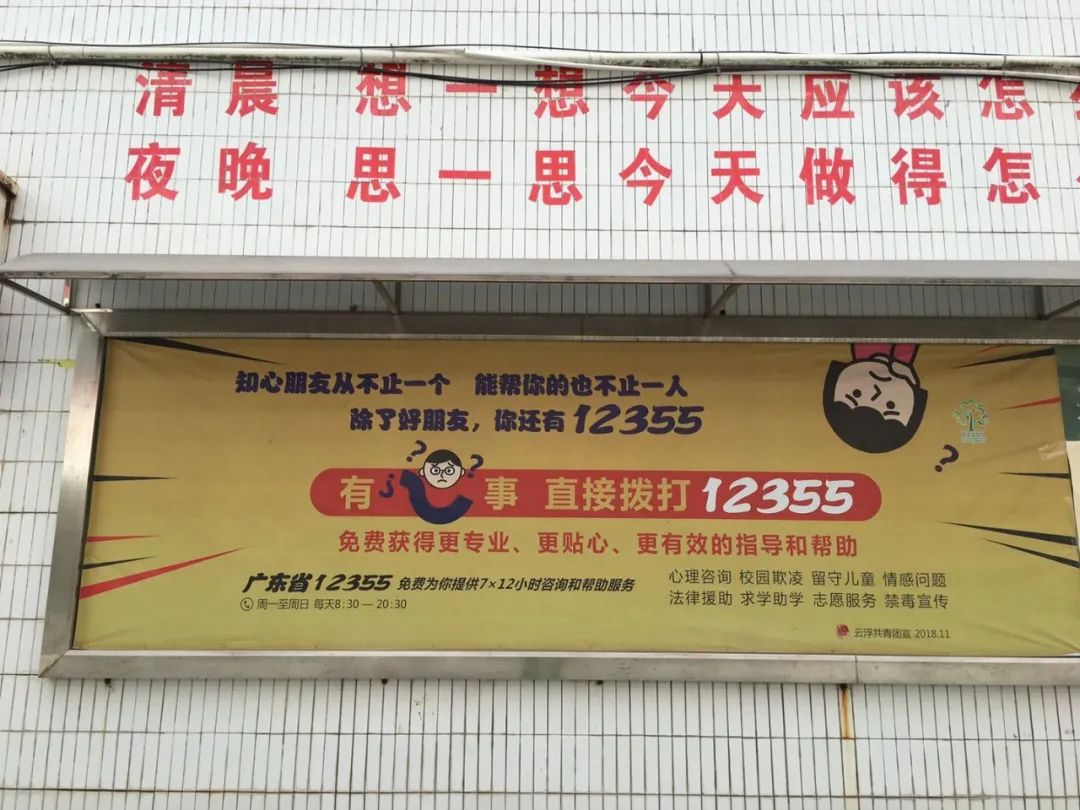 清晨 想一想今天应该怎
夜晚 思一思今天做得怎
知心朋友从不止一个 能帮你的也不止一人
除了好朋友，你还有12355
有心事 直接拨打12355
免费获得更专业、更贴心、更有效的指导和帮助
广东省12355 免费为你提供7×12小时咨询和帮助服务
周一至周日 每天8:30 — 20:30
心理咨询 校园欺凌 留守儿童 情感问题
法律援助 求学助学 志愿服务 禁毒宣传
云浮共青团宣 2018.11